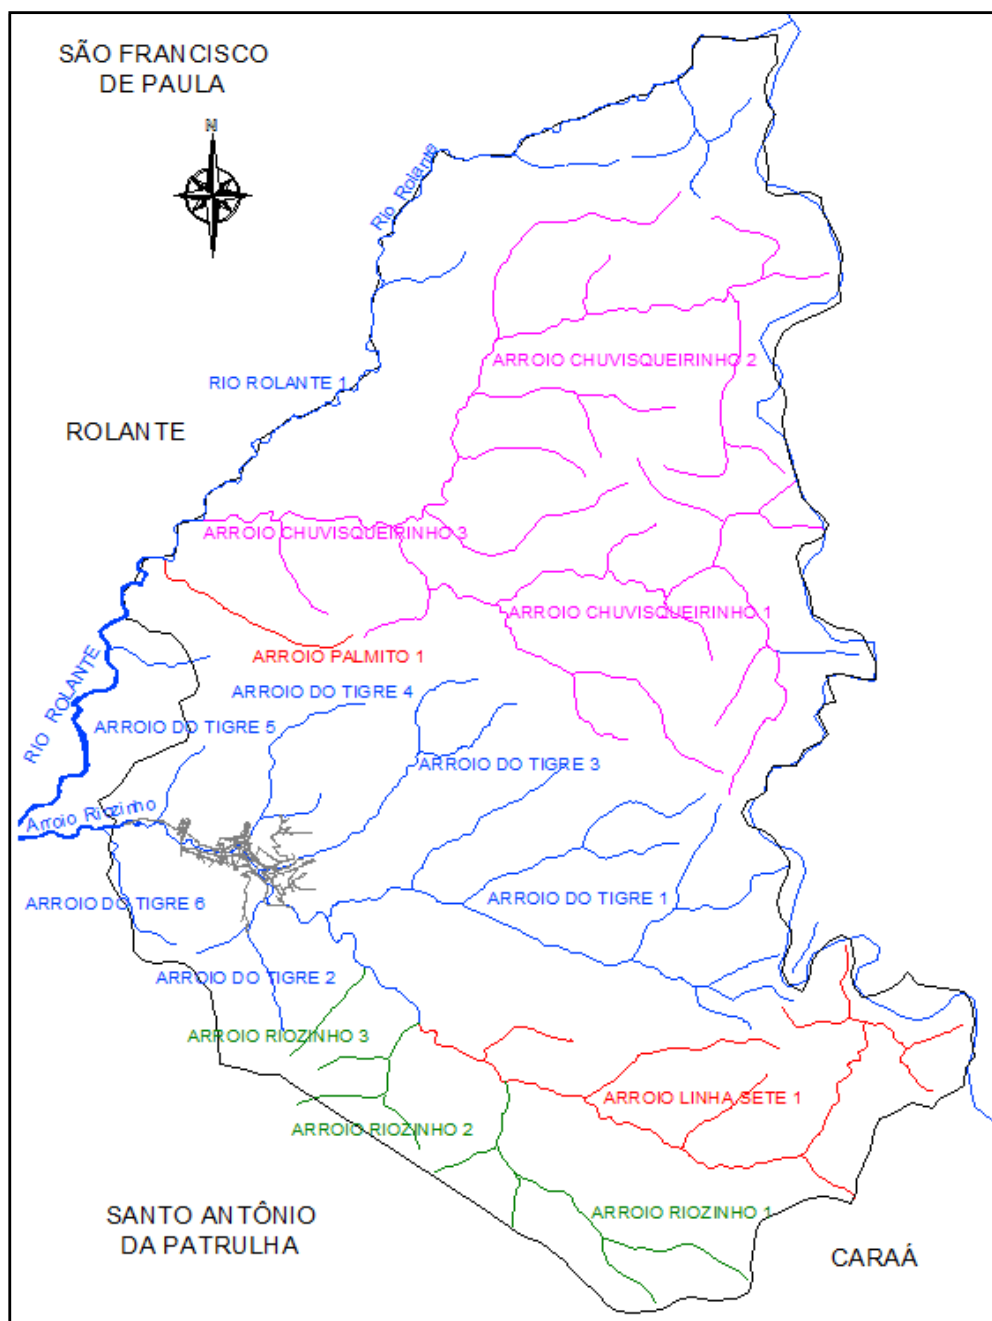 SÃO FRANCISCO
DE PAULA
N
Rio Rolante
RIO ROLANTE 1
ARROIO CHUVISQUEIRINHO 2
ROLANTE
ARROIO CHUVISQUEIRINHO 3
ARROIO CHUVISQUEIRINHO 1
ARROIO PALMITO 1
RIO ROLANTE
ARROIO DO TIGRE 4
ARROIO DO TIGRE 5
ARROIO DO TIGRE 3
Arroio Riozinho
ARROIO DO TIGRE 6
ARROIO DO TIGRE 1
ARROIO DO TIGRE 2
ARROIO RIOZINHO 3
ARROIO LINHA SETE 1
ARROIO RIOZINHO 2
ARROIO RIOZINHO 1
SANTO ANTÔNIO
DA PATRULHA
CARAÁ